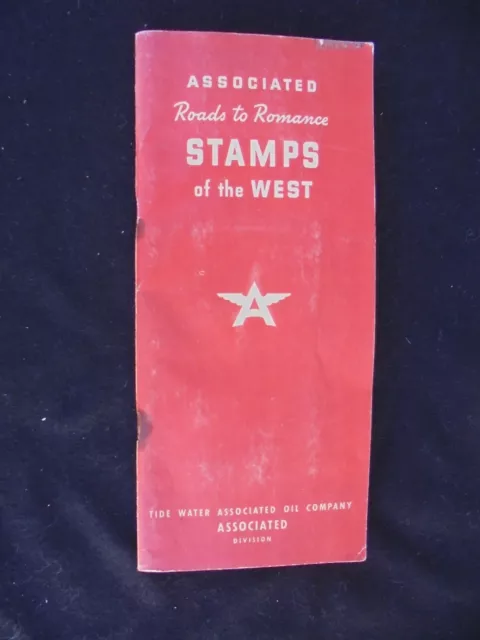 ASSOCIATED
Roads to Romance
STAMPS
of the WEST
A
TIDE WATER ASSOCIATED OIL COMPANY
ASSOCIATED
DIVISION